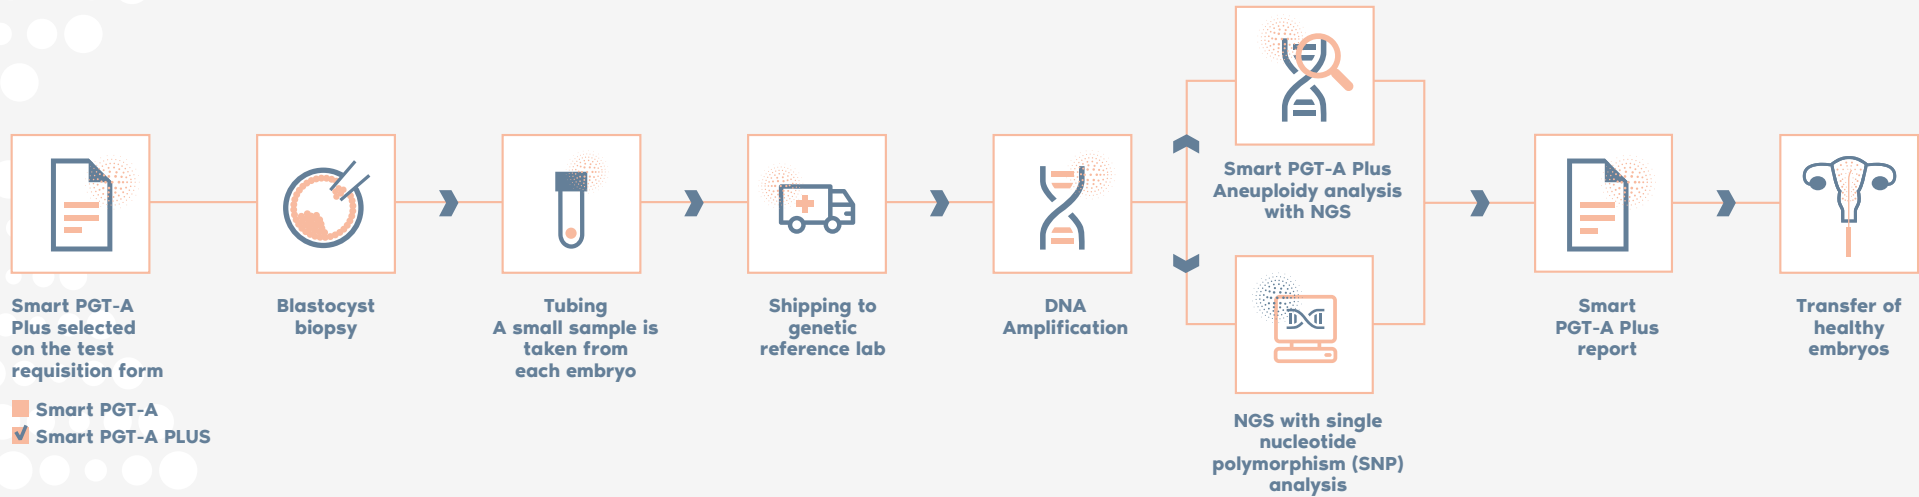 Smart PGT-A
Plus selected
on the test
requisition form
Smart PGT-A
Smart PGT-A PLUS
Blastocyst
biopsy
Tubing
A small sample is
taken from
each embryo
Shipping to
genetic
reference lab
DNA
Amplification
Smart PGT-A Plus
Aneuploidy analysis
with NGS
NGS with single
nucleotide
polymorphism (SNP)
analysis
Smart
PGT-A Plus
report
Transfer of
healthy
embryos